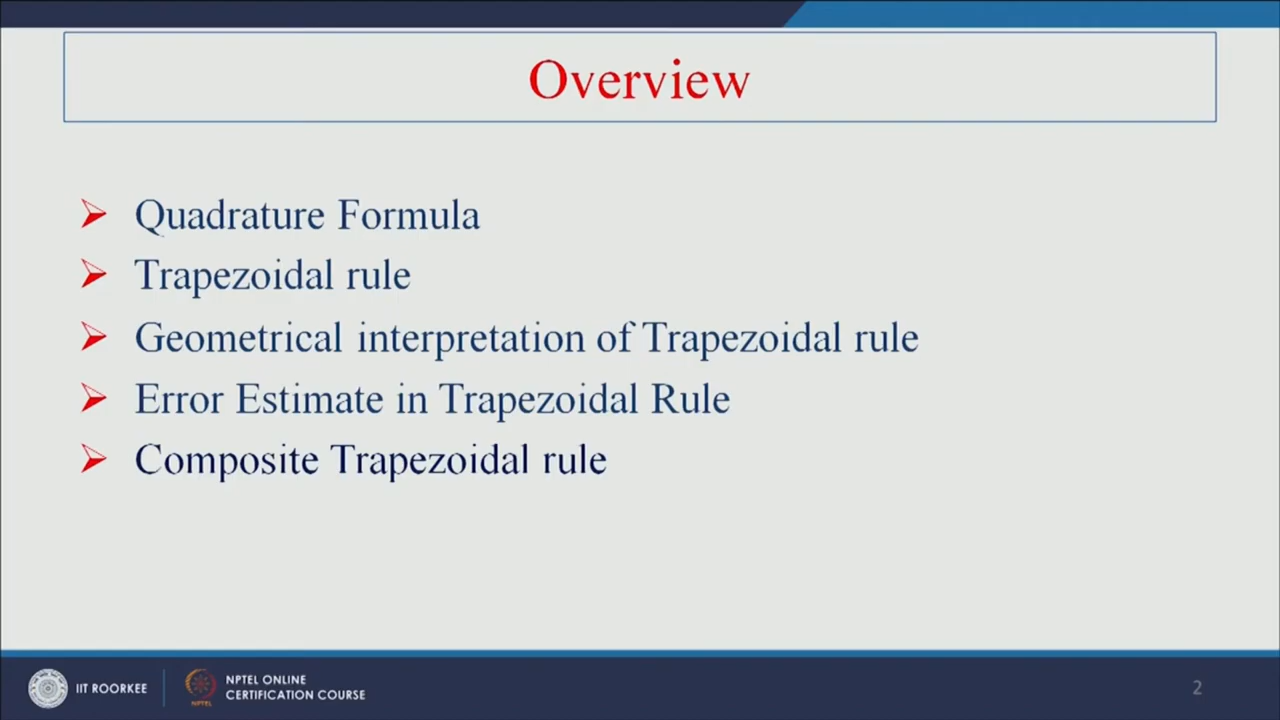 Overview
Quadrature Formula
Trapezoidal rule
Geometrical interpretation of Trapezoidal rule
Error Estimate in Trapezoidal Rule
Composite Trapezoidal rule
IIT ROORKEE
NPTEL
NPTEL ONLINE
CERTIFICATION COURSE
2